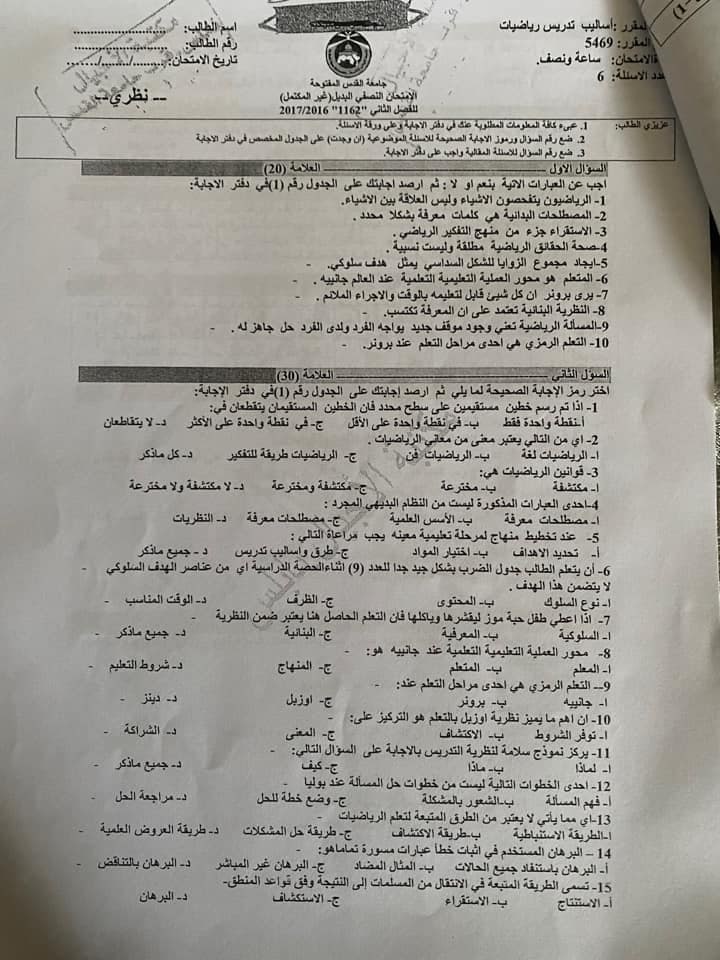 المقرر :أساليب تدريس رياضيات
المقرر: 5469
الامتحان: ساعة ونصف.
عدد الاسئلة: 6
اسم الطالب: ........................
رقم الطالب: ........................
تاريخ الامتحان:...../...../........
-- نظري--
جامعة القدس المفتوحة
الإمتحان النصفي البديل(غير المكتمل)
للفصل الثاني "1162" 2017/2016
عزيزي الطالب: 1. عبىء كافة المعلومات المطلوبة عنك في دفتر الاجابة وعلى ورقة الاسئلة.
2. ضع رقم السؤال ورموز الاجابة الصحيحة للاسئلة الموضوعية (ان وجدت) على الجدول المخصص في دفتر الاجابة
3. ضع رقم السؤال للاسئلة المقالية واجب على دفتر الاجابة.
السؤال الاول ------------ العلامة (20)
اجب عن العبارات الاتية بنعم او لا : ثم ارصد اجابتك على الجدول رقم (1)في دفتر الاجابة:
1- الرياضيون يتفحصون الاشياء وليس العلاقة بين الاشياء.
2- المصطلحات البدائية هي كلمات معرفة بشكلا محدد .
3- الاستقراء جزء من منهج التفكير الرياضي .
4-صحة الحقائق الرياضية مطلقة وليست نسبية .
5-ايجاد مجموع الزوايا للشكل السداسي يمثل هدف سلوكي. -
6- المتعلم هو محور العملية التعليمية التعلمية عند العالم جانبيه . -
7- يرى برونر ان كل شيئ قابل لتعليمه بالوقت والاجراء الملائم . -
8- النظرية البنائية تعتمد على ان المعرفة تكتسب.
9-المسألة الرياضية تعني وجود موقف جديد يواجه الفرد ولدى الفرد حل جاهز له . -
10- التعلم الرمزي هي احدى مراحل التعلم عند برونر.
السؤل الثاني ------------ العلامة (30)
اختر رمز الإجابة الصحيحة لما يلي ثم ارصد إجابتك على الجدول رقم (1)في دفتر الإجابة:
1- اذا تم رسم خطين مستقيمين على سطح محدد فان الخطين المستقيمان يتقطعان في:
أ-نقطة واحدة فقط ب- في نقطة واحدة على الأقل ج- في نقطة واحدة على الأكثر د- لا يتقاطعان
2- اي من التالي يعتبر معنى من معاني الرياضيات .
ا- الرياضيات لغة ب- الرياضيات فن ج- الرياضيات طريقة للتفكير د- كل ماذكر
3- قوانين الرياضيات هي:
ا- مكتشفة ب- مخترعة ج- مكتشفة ومخترعة د- لا مكتشفة ولا مخترعة
4-احدى العبارات المذكورة ليست من النظام البديهي المجرد :
ا- مصطلحات معرفة ب- الأسس العلمية ج- مصطلحات معرفة د- النظريات
5- عند تخطيط منهاج لمرحلة تعليمية معينه يجب مراعاة التالي :
أ- تحديد الاهداف ب- اختيار المواد ج- طرق واساليب تدريس د- جميع ماذكر
6- أن يتعلم الطالب جدول الضرب بشكل جيد جدا للعدد (9) اثناءالحصة الدراسية اي من عناصر الهدف السلوكي -
لا يتضمن هذا الهدف .
ا- نوع السلوك ب- المحتوى ج- الظرف د- الوقت المناسب -
7- اذا اعطي طفل حبة موز ليقشرها وياكلها فان التعلم الحاصل هنا يعتبر ضمن النظرية
ا- السلوكية ب- المعرفية ج- البنائية د- جميع ماذكر -
8- محور العملية التعليمية التعلمية عند جانبيه هو:
ا- المعلم ب- المتعلم ج- المنهاج د- شروط التعليم -
9-- التعلم الرمزي هي احدى مراحل التعلم عند: -
ا- جانبيه ب- برونر ج- اوزبل د- دينز -
10- ان اهم ما يميز نظرية اوزبل بالتعلم هو التركيز على: -
ا- توفر الشروط ب- الاكتشاف ج- المعنى د- الشراكة -
11- يركز نموذج سلامة لنظرية التدريس بالاجابة على السؤال التالي: -
ا- لماذا ب- ماذا ج- كيف د- جميع ماذكر -
12- احدى الخطوات التالية ليست من خطوات حل المسألة عند بوليا -
أ- فهم المسألة ب-الشعور بالمشكلة ج- وضع خطة للحل د- مراجعة الحل -
13-اي مما يأتي لا يعتبر من الطرق المتبعة لتعلم الرياضيات -
ا-الطريقة الاستنباطية ب-طريقة الاكتشاف ج- طريقة حل المشكلات د- طريقة العروض العلمية -
14 – البرهان المستخدم في اثبات خطأ عبارات مسورة تماماهو: -
أ- البرهان باستنفاد جميع الحالات ب- المثال المضاد ج- البرهان غير المباشر د- البرهان بالتناقض -
15- تسمى الطريقة المتبعة في الانتقال من المسلمات إلى النتيجة وفق قواعد المنطق-
أ- الاستنتاج ب- الاستقراء ج- الاستكشاف د- البرهان